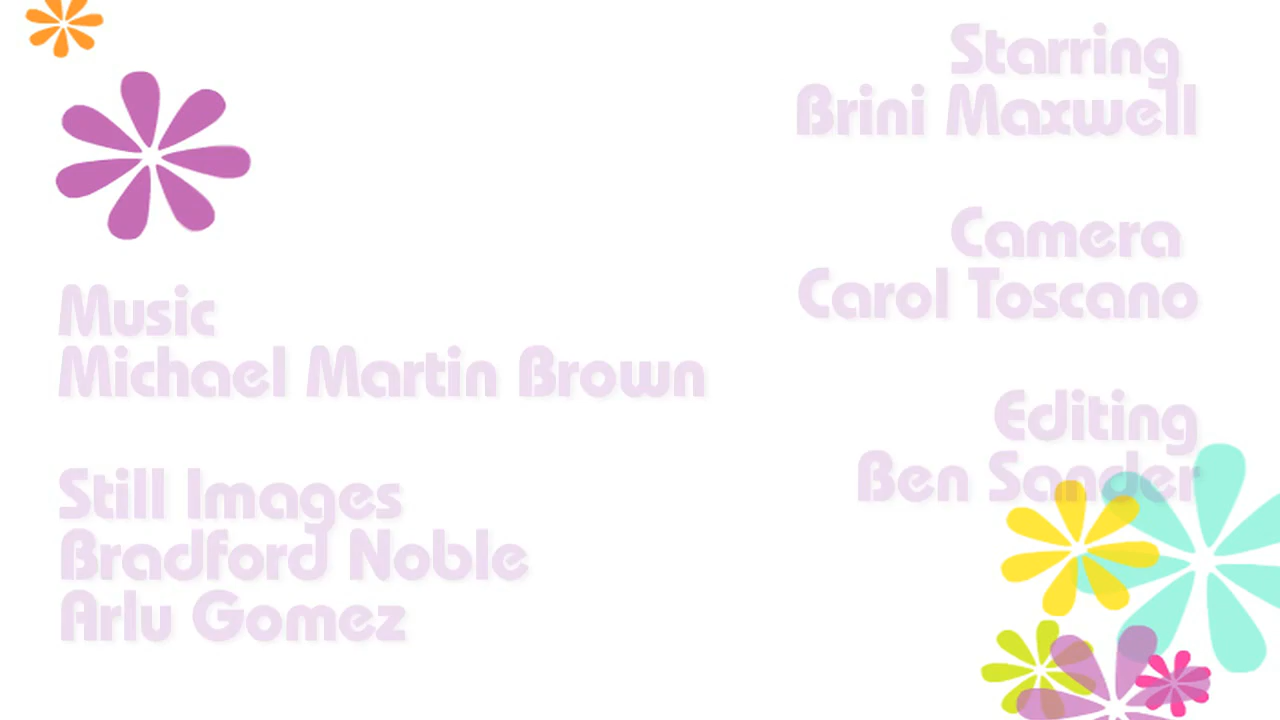 Starring
Brini Maxwell
Camera
Carol Toscano
Editing
Ben Sander
Music
Michael Martin Brown
Still Images
Bradford Noble
Arlu Gomez